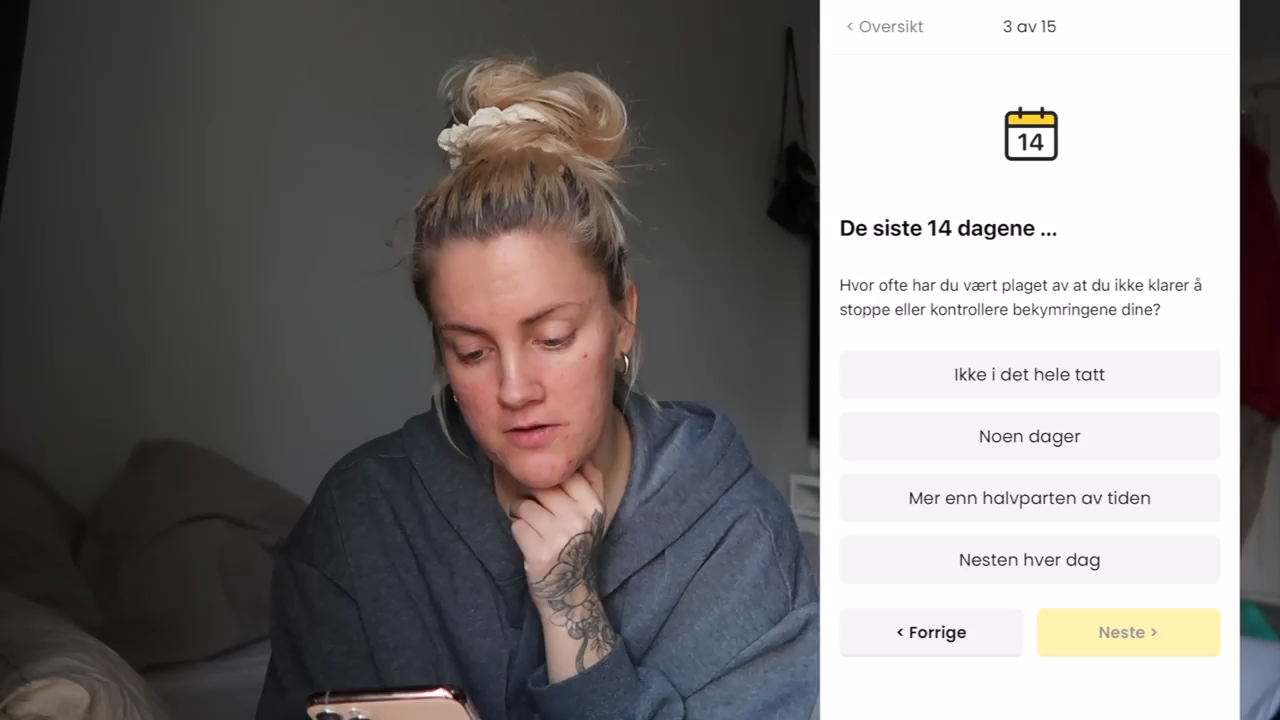 < Oversikt
3 av 15
14
De siste 14 dagene ...
Hvor ofte har du vært plaget av at du ikke klarer å
stoppe eller kontrollere bekymringene dine?
Ikke i det hele tatt
Noen dager
Mer enn halvparten av tiden
Nesten hver dag
< Forrige
Neste >